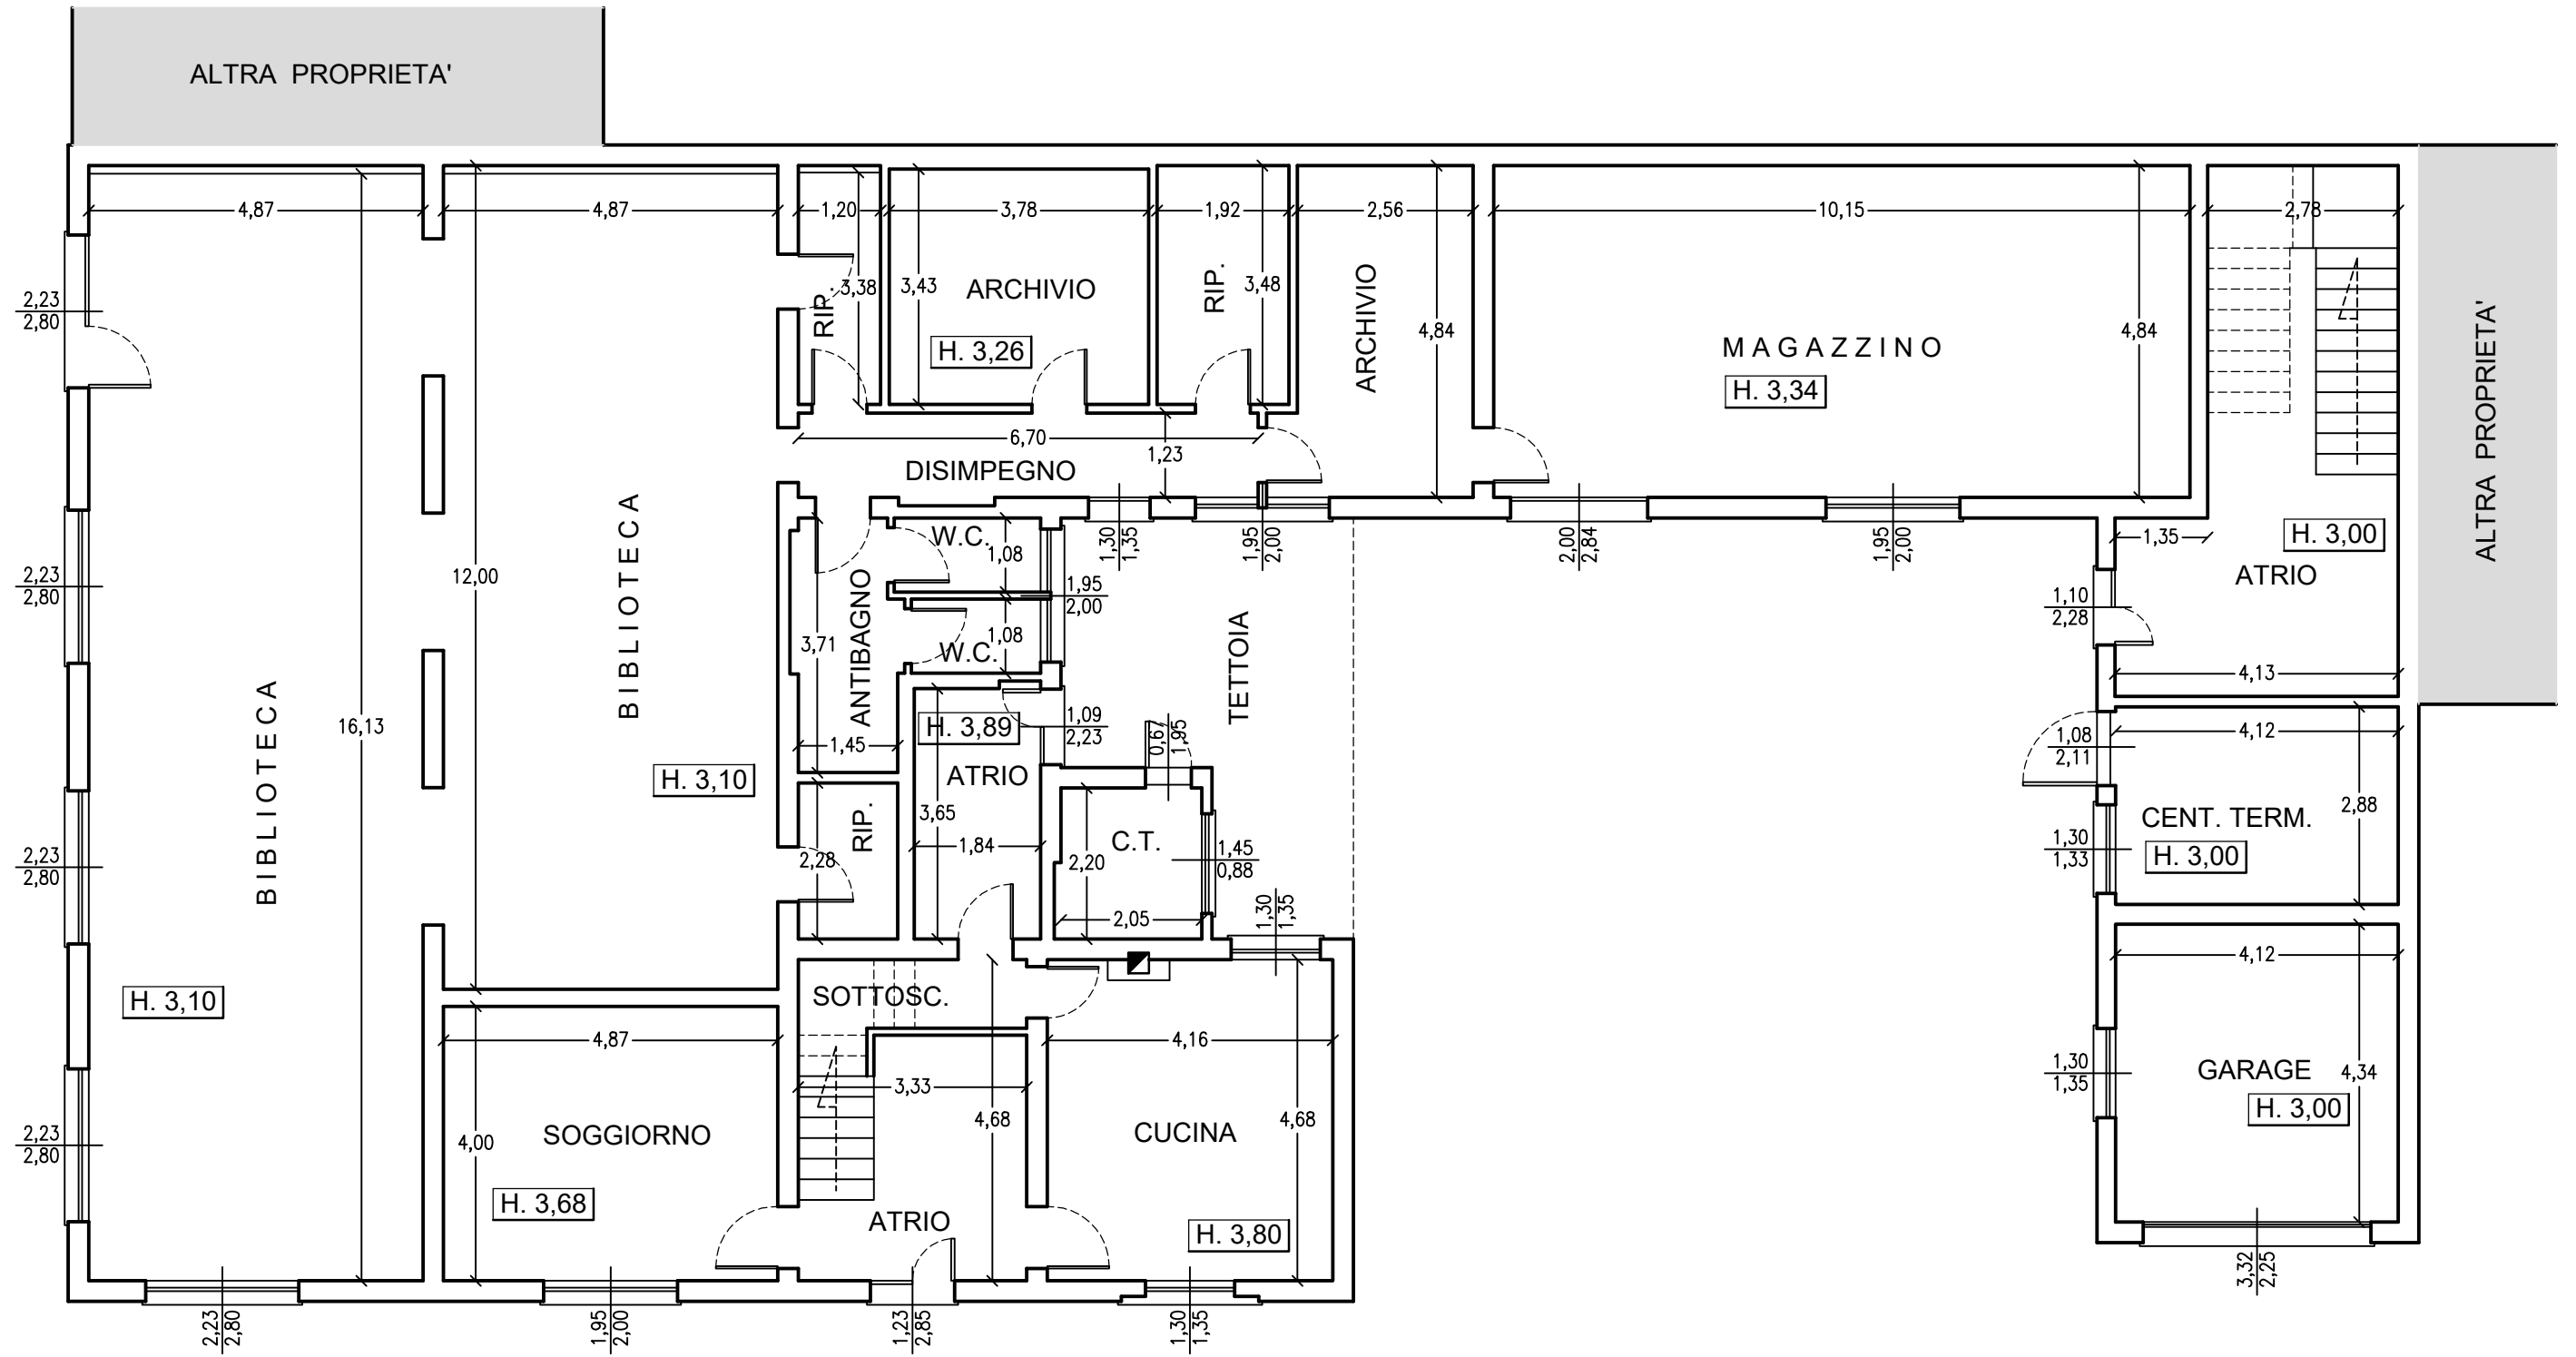 ALTRA PROPRIETA'
4,87
4,87
1,20
3,78
1,92
2,56
10,15
2,78
2,23
2,80
RIP.
3,38
3,43
ARCHIVIO
H. 3,26
RIP.
3,48
ARCHIVIO
4,84
MAGAZZINO
H. 3,34
4,84
ALTRA PROPRIETA'
6,70
1,23
DISIMPEGNO
1,30
1,35
1,95
2,00
2,00
2,84
1,95
2,00
1,35
H. 3,00
ATRIO
1,10
2,28
4,13
2,23
2,80
12,00
BIBLIOTECA
W.C.
1,08
1,95
2,00
W.C.
1,08
3,71
ANTIBAGNO
1,45
TETTOIA
BIBLIOTECA
16,13
H. 3,10
H. 3,89
1,09
2,23
ATRIO
3,65
1,84
0,67
1,95
C.T.
2,20
2,05
1,45
0,88
1,30
1,35
1,08
2,11
4,12
2,88
CENT. TERM.
H. 3,00
1,30
1,33
2,23
2,80
RIP.
2,28
H. 3,10
SOTTOSC.
4,87
3,33
4,16
4,12
1,30
1,35
GARAGE
4,34
H. 3,00
2,23
2,80
4,00
SOGGIORNO
H. 3,68
4,68
CUCINA
4,68
ATRIO
H. 3,80
3,32
2,25
2,23
2,80
1,95
2,00
1,23
2,85
1,30
1,35